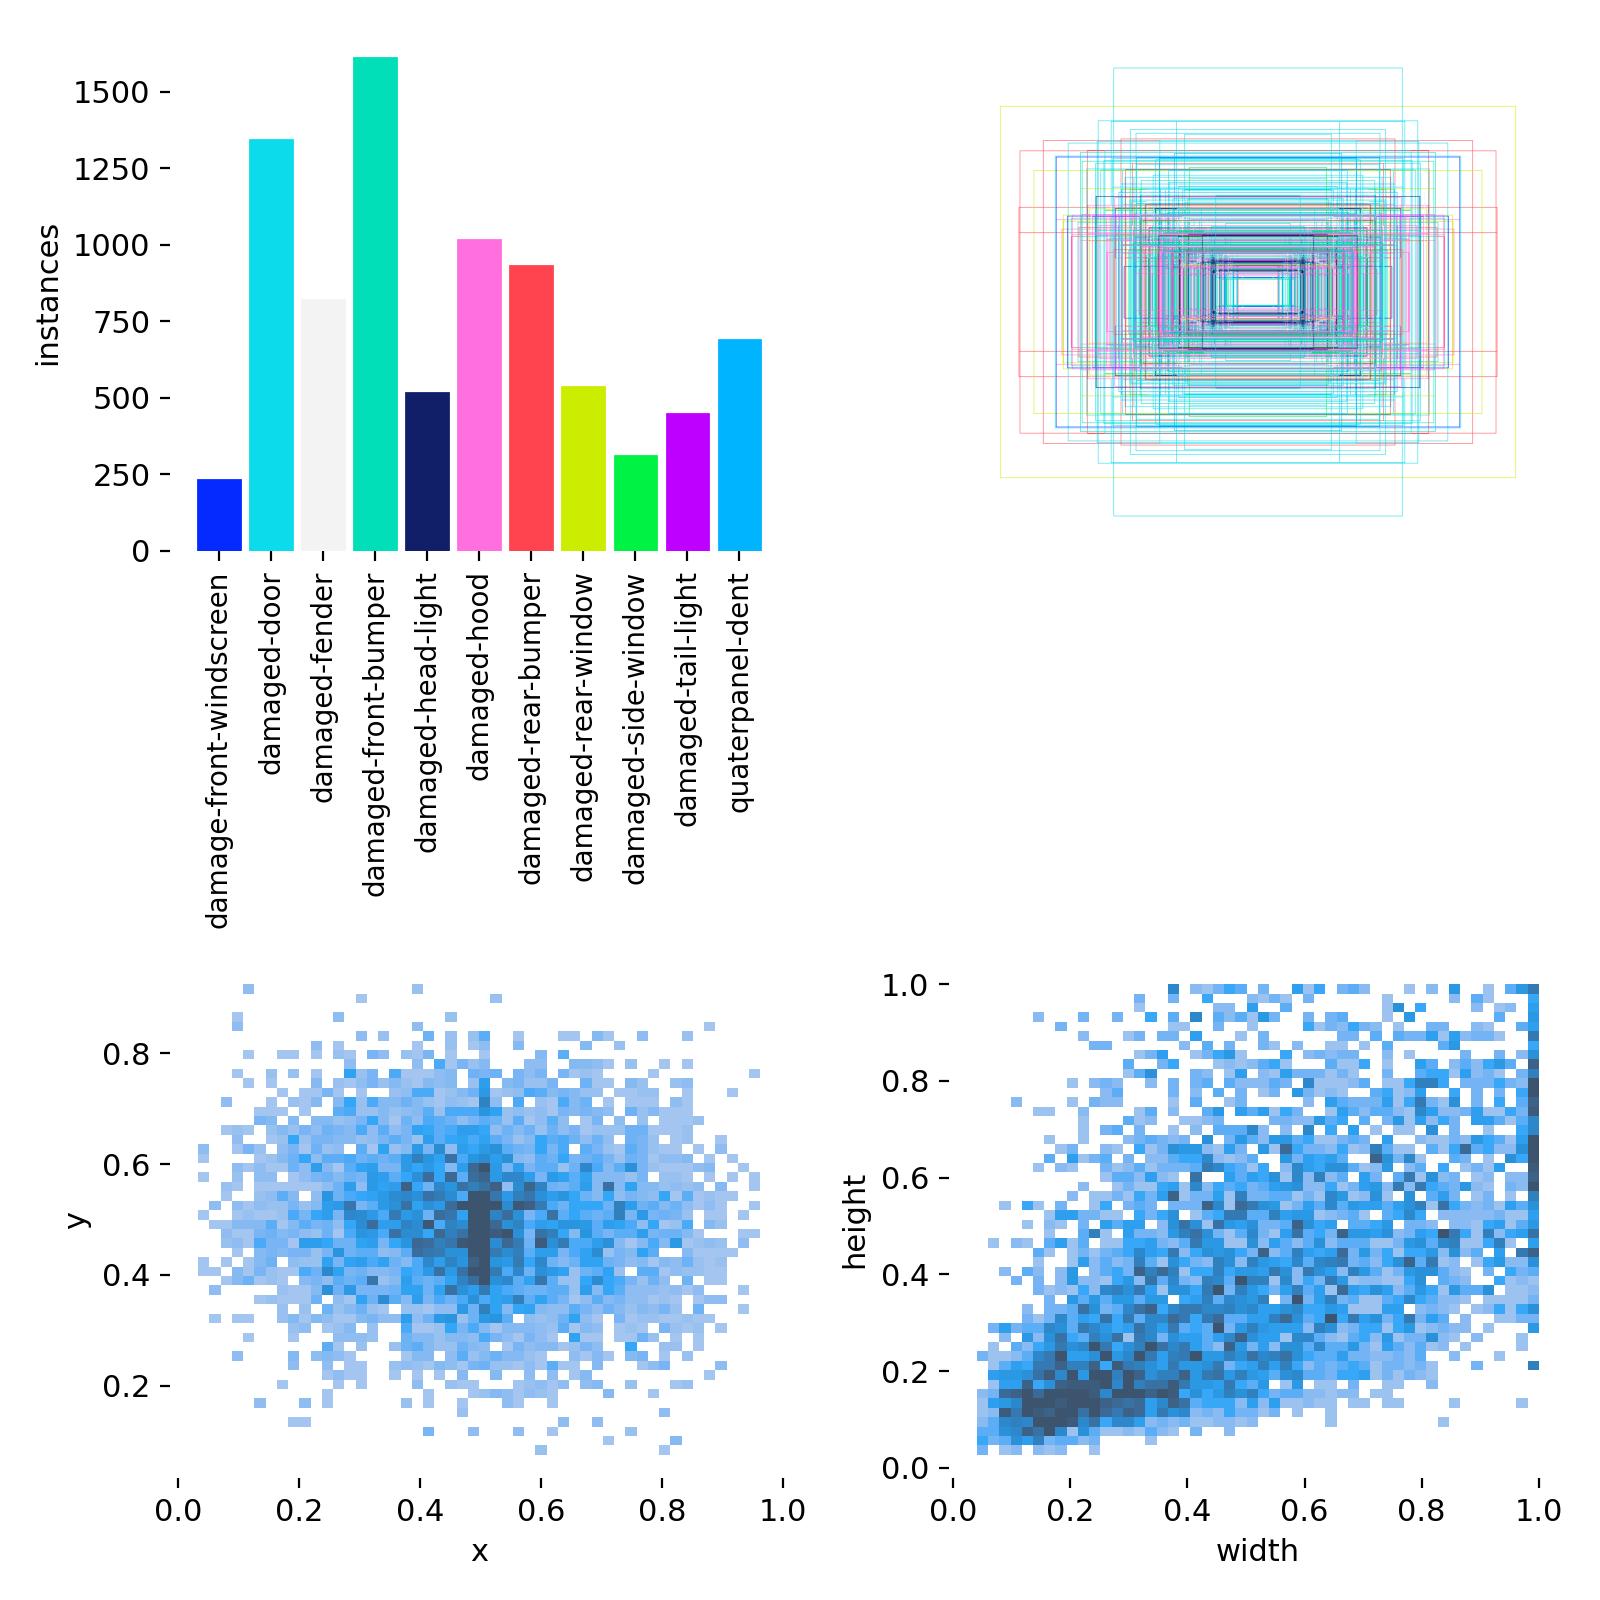 instances
1500
1250
1000
750
500
250
0
damage-front-windscreen
damaged-door
damaged-fender
damaged-front-bumper
damaged-head-light
damaged-hood
damaged-rear-bumper
damaged-rear-window
damaged-side-window
damaged-tail-light
quaterpanel-dent
y
0.8
0.6
0.4
0.2
0.0 0.2 0.4 0.6 0.8 1.0
x
height
1.0
0.8
0.6
0.4
0.2
0.0
0.0 0.2 0.4 0.6 0.8 1.0
width